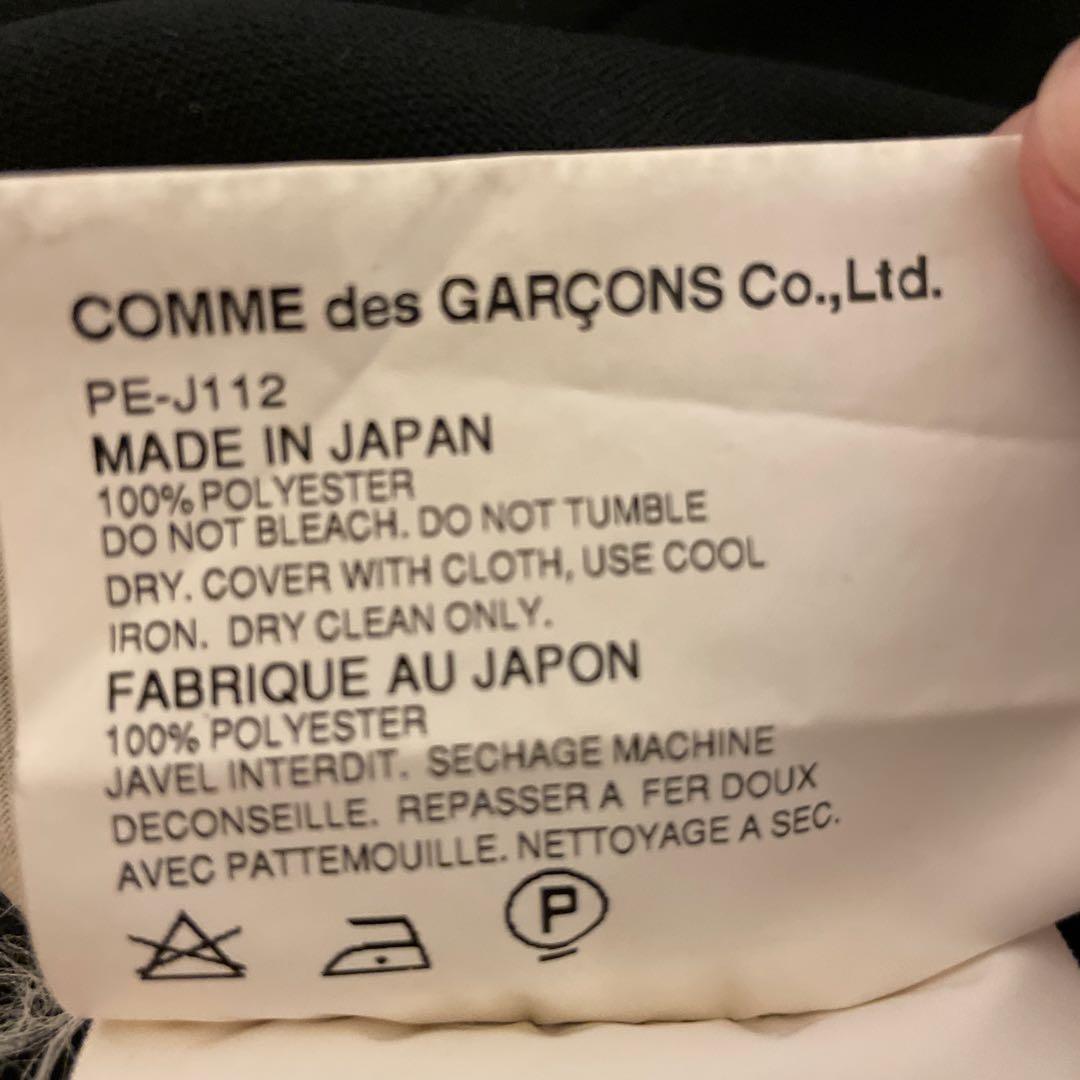 COMME des GARÇONS Co.,Ltd.
PE-J112
MADE IN JAPAN
100% POLYESTER
DO NOT BLEACH. DO NOT TUMBLE
DRY. COVER WITH CLOTH, USE COOL
IRON. DRY CLEAN ONLY.
FABRIQUE AU JAPON
100% POLYESTER
JAVEL INTERDIT. SECHAGE MACHINE
DECONSEILLE. REPASSER A FER DOUX
AVEC PATTEMOUILLE. NETTOYAGE A SEC.
P